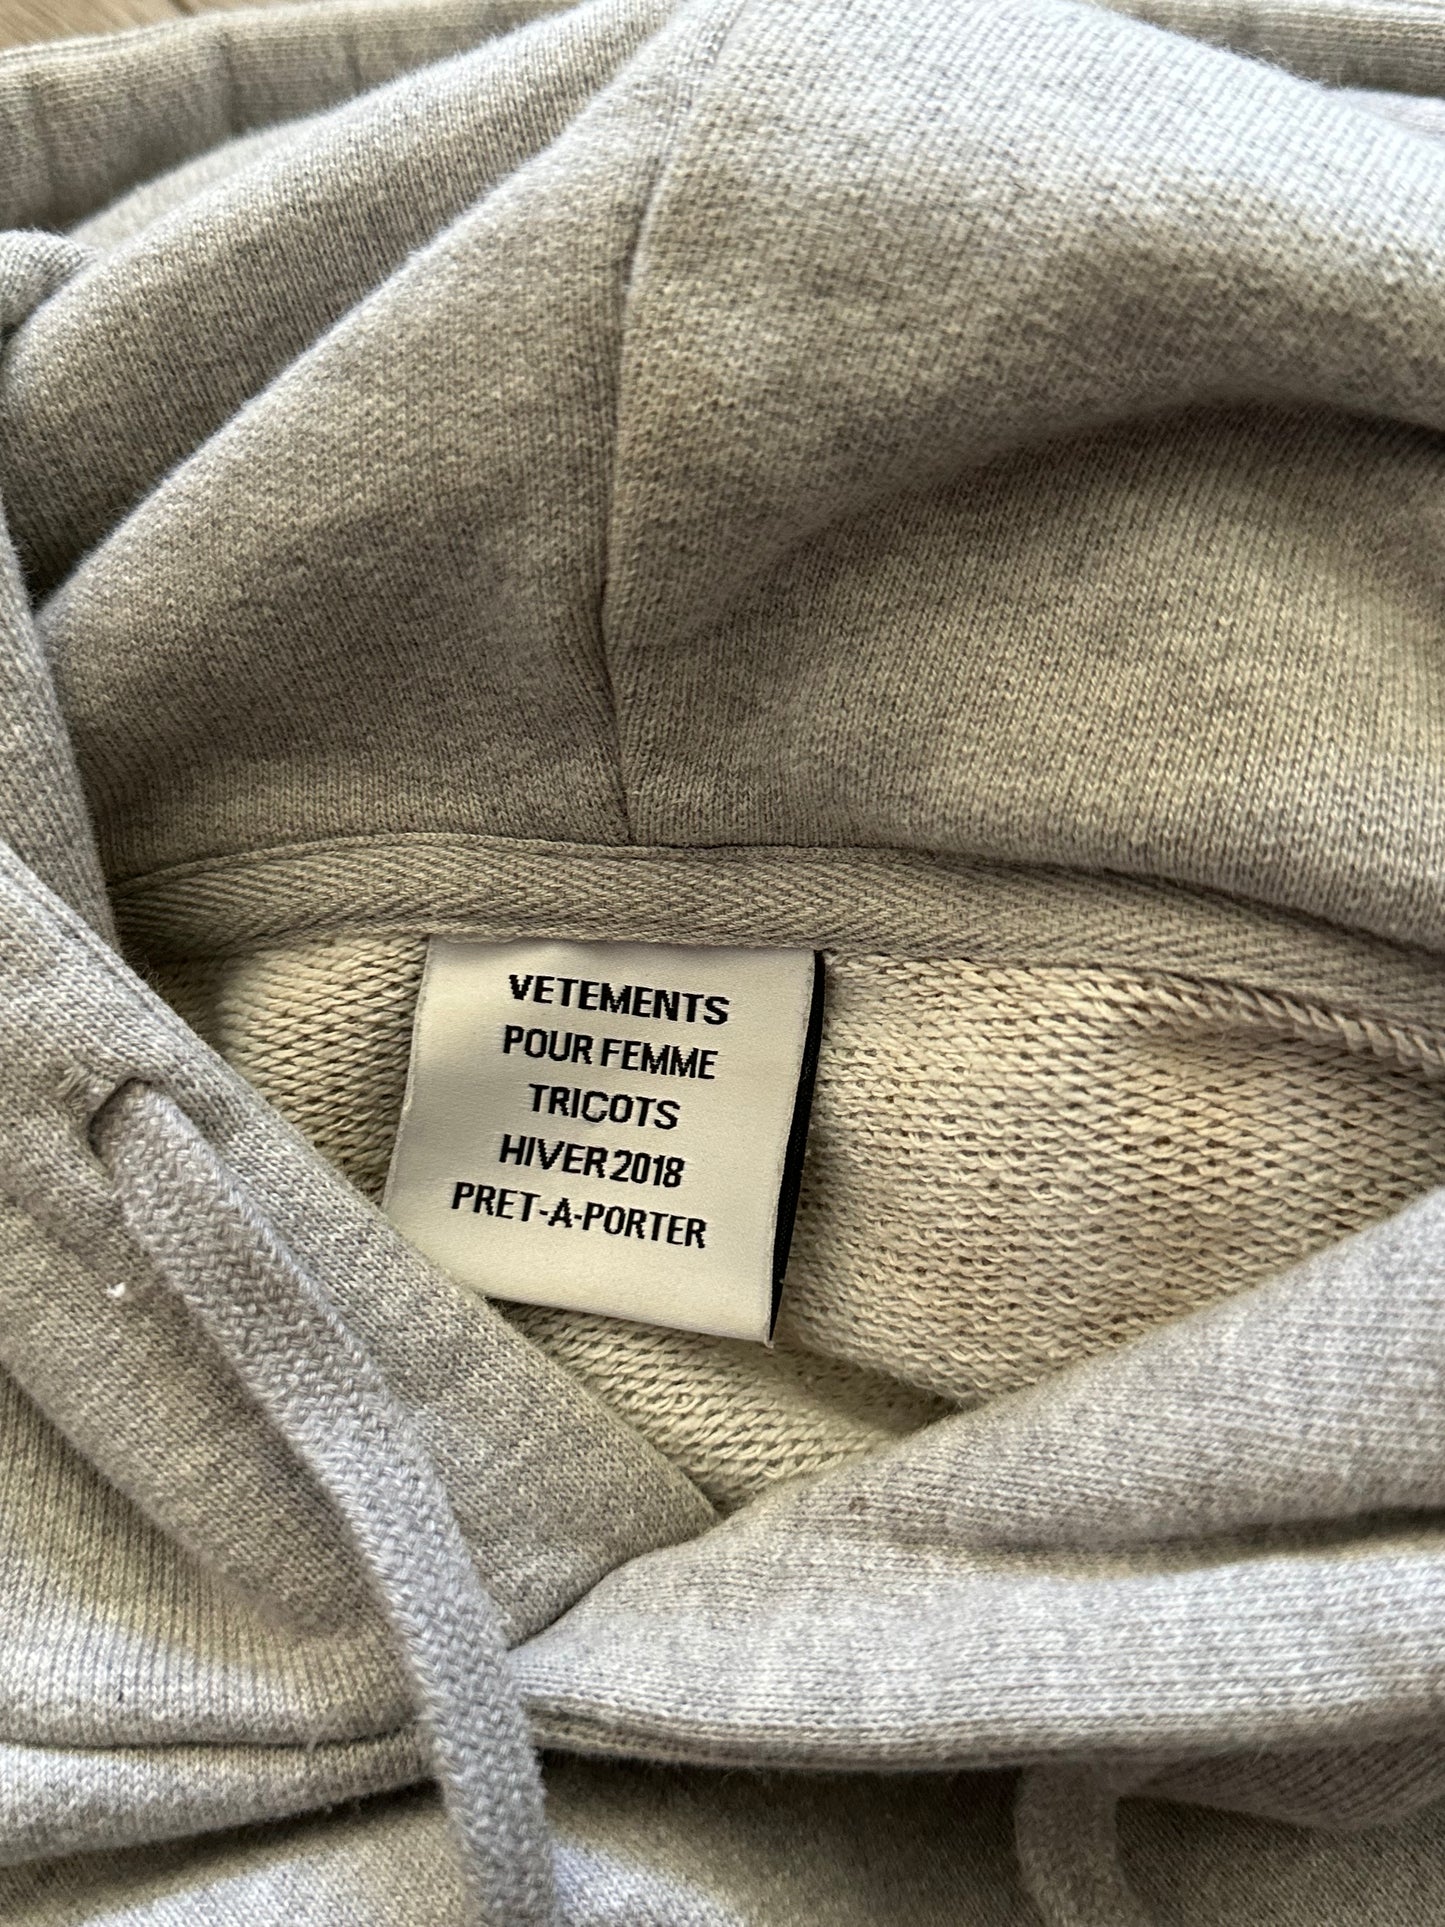 VETEMENTS
POUR FEMME
TRICOTS
HIVER 2018
PRET-A-PORTER